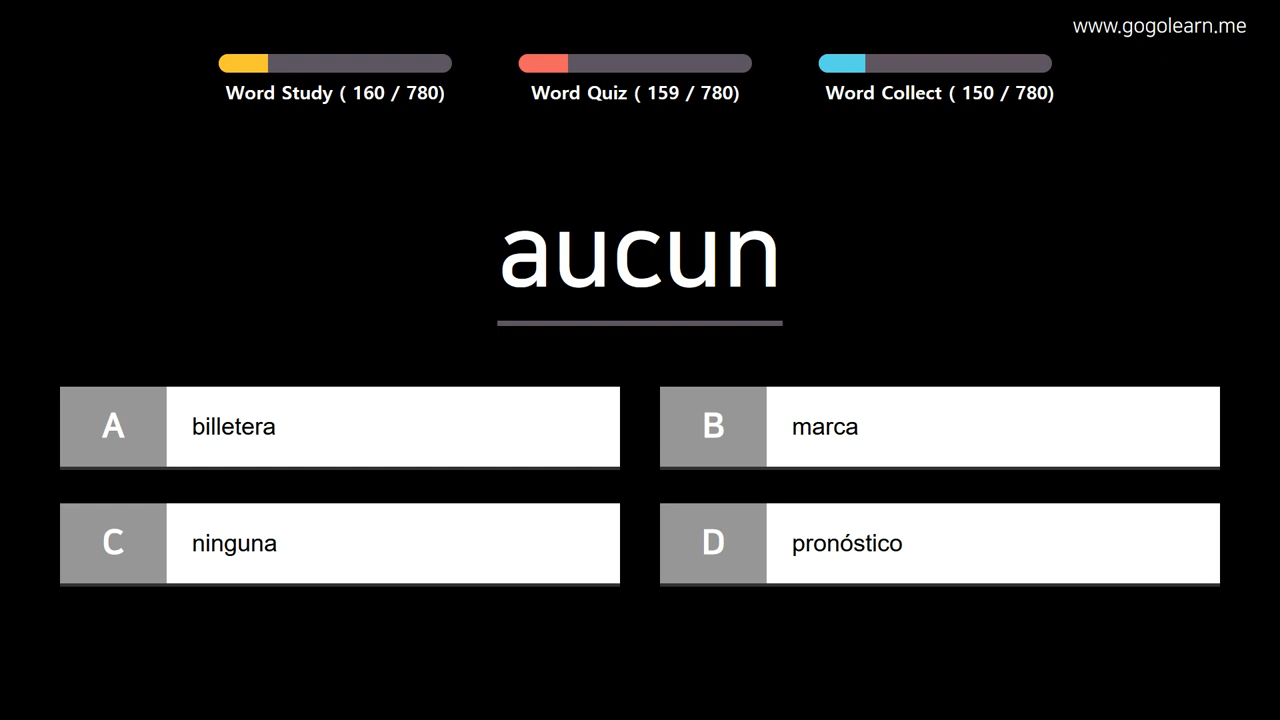 www.gogolearn.me
Word Study ( 160 / 780)
Word Quiz ( 159 / 780)
Word Collect ( 150 / 780)
aucun
A billetera
B marca
C ninguna
D pronóstico